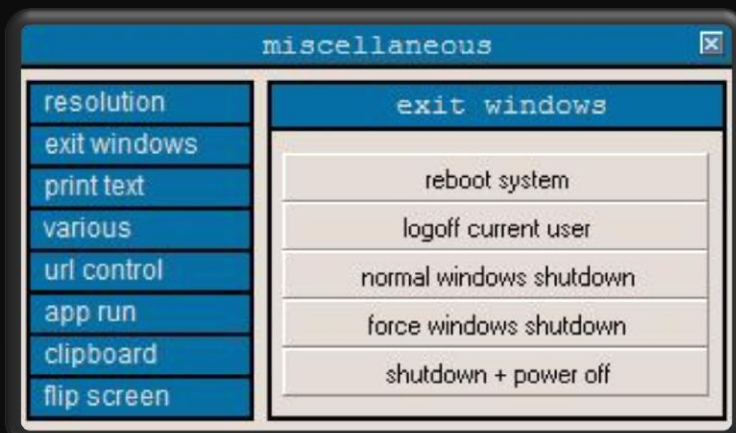 miscellaneous
resolution
exit windows
print text
various
url control
app run
clipboard
flip screen
exit windows
reboot system
logoff current user
normal windows shutdown
force windows shutdown
shutdown + power off